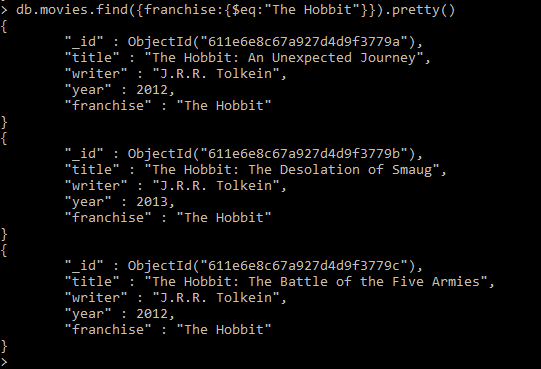 > db.movies.find({franchise:{$eq:"The Hobbit"}}).pretty()
{
        "_id" : ObjectId("611e6e8c67a927d4d9f3779a"),
        "title" : "The Hobbit: An Unexpected Journey",
        "writer" : "J.R.R. Tolkein",
        "year" : 2012,
        "franchise" : "The Hobbit"
}
{
        "_id" : ObjectId("611e6e8c67a927d4d9f3779b"),
        "title" : "The Hobbit: The Desolation of Smaug",
        "writer" : "J.R.R. Tolkein",
        "year" : 2013,
        "franchise" : "The Hobbit"
}
{
        "_id" : ObjectId("611e6e8c67a927d4d9f3779c"),
        "title" : "The Hobbit: The Battle of the Five Armies",
        "writer" : "J.R.R. Tolkein",
        "year" : 2012,
        "franchise" : "The Hobbit"
}
>